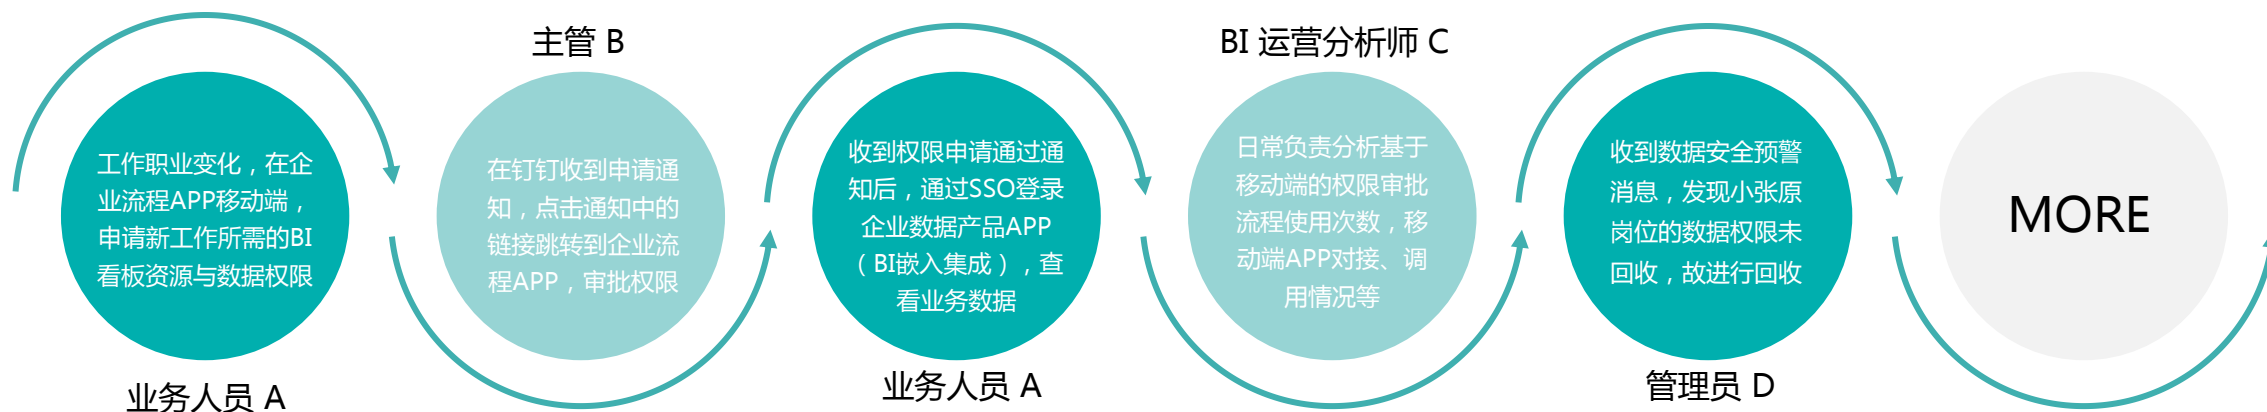 工作职业变化，在企
业流程APP移动端，
申请新工作所需的BI
看板资源与数据权限
业务人员 A
主管 B
在钉钉收到申请通
知，点击通知中的
链接跳转到企业流
程APP，审批权限
收到权限申请通过通
知后，通过SSO登录
企业数据产品APP
（BI嵌入集成），查
看业务数据
业务人员 A
BI 运营分析师 C
日常负责分析基于
移动端的权限审批
流程使用次数，移
动端APP对接、调
用情况等
收到数据安全预警
消息，发现小张原
岗位的数据权限未
回收，故进行回收
管理员 D
MORE